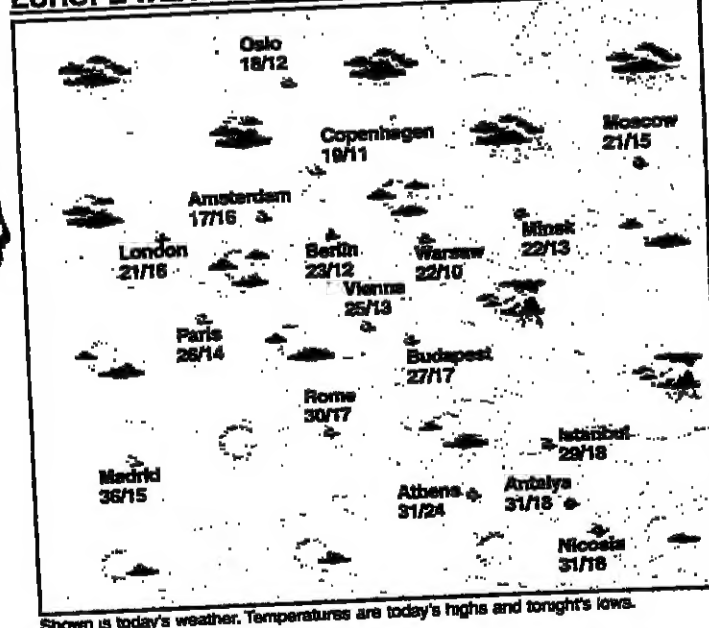 Oslo
18/12
Copenhagen
19/11
Moscow
21/15
Amsterdam
17/16
London
21/16
Berlin
23/12
Warsaw
22/10
Minsk
22/13
Vienna
25/13
Paris
26/14
Budapest
27/17
Rome
30/17
Istanbul
29/18
Madrid
36/15
Athens
31/24
Antalya
31/18
Nicosia
31/18
Shown is today's weather. Temperatures are today's highs and tonight's lows.